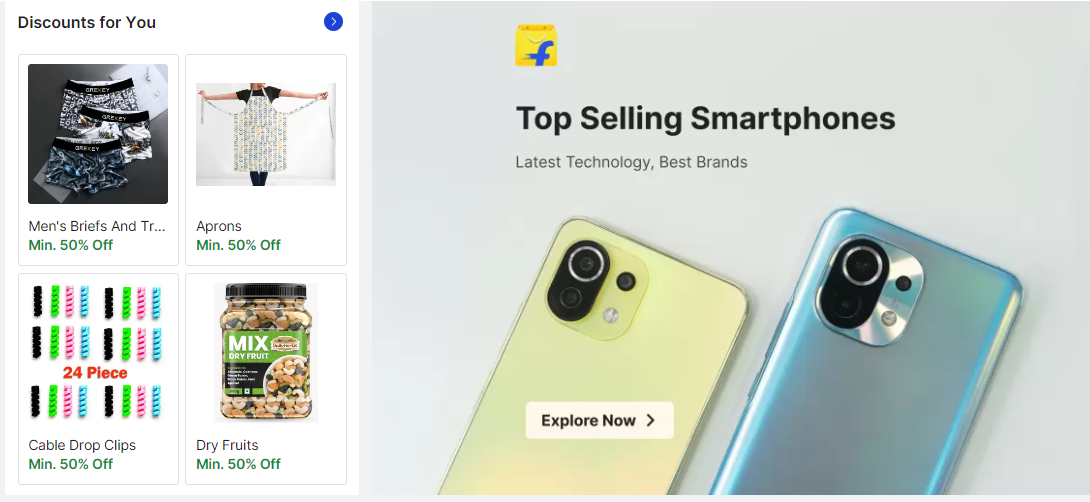 Discounts for You
GREKEY
GREKEY
GREKEY
Men's Briefs And Tr...
Min. 50% Off
Aprons
Min. 50% Off
24 Piece
Cable Drop Clips
Min. 50% Off
MIX
DRY FRUIT
Dry Fruits
Min. 50% Off
f
Top Selling Smartphones
Latest Technology, Best Brands
Explore Now